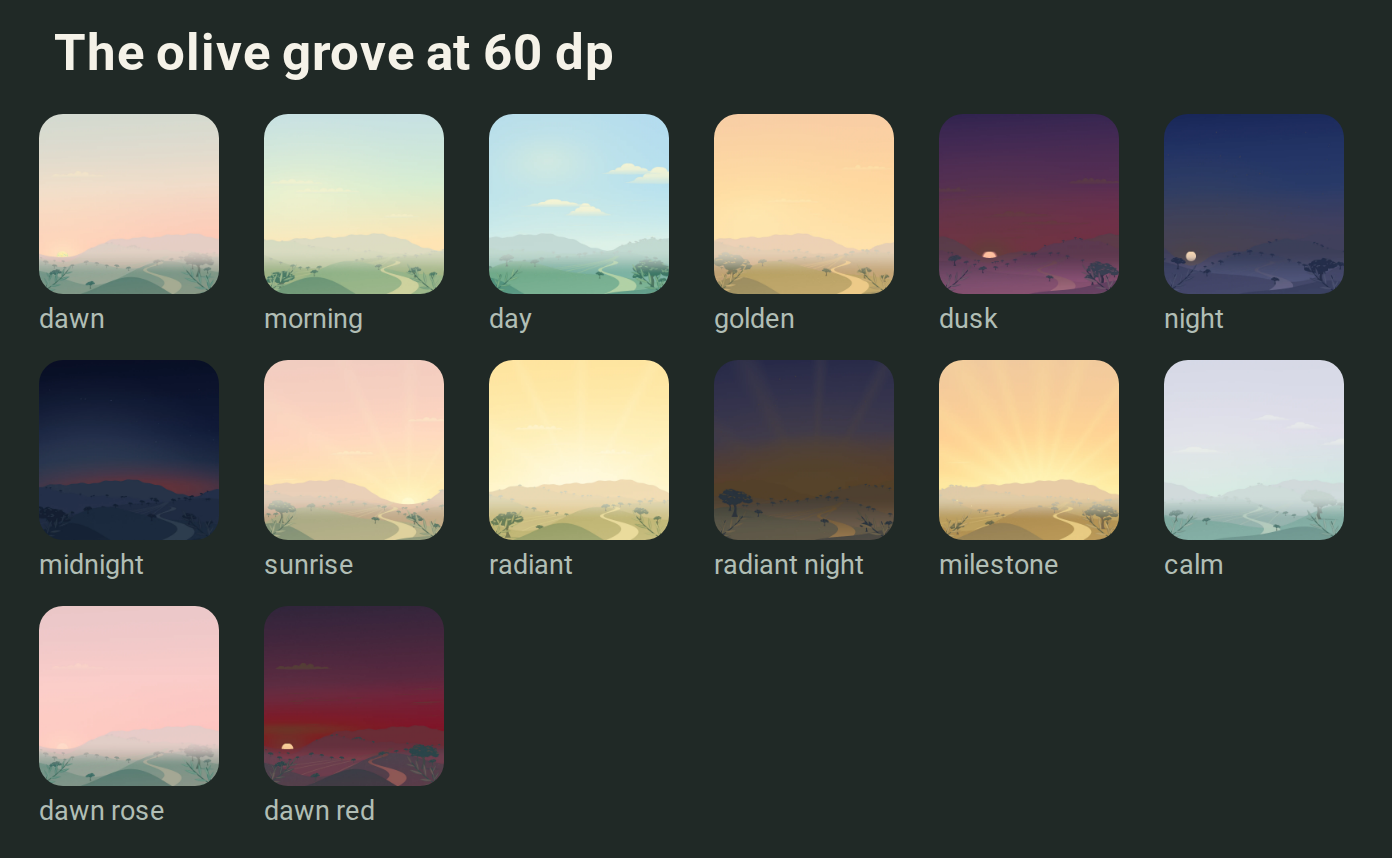 The olive grove at 60 dp
dawn
morning
day
golden
dusk
night
midnight
sunrise
radiant
radiant night
milestone
calm
dawn rose
dawn red